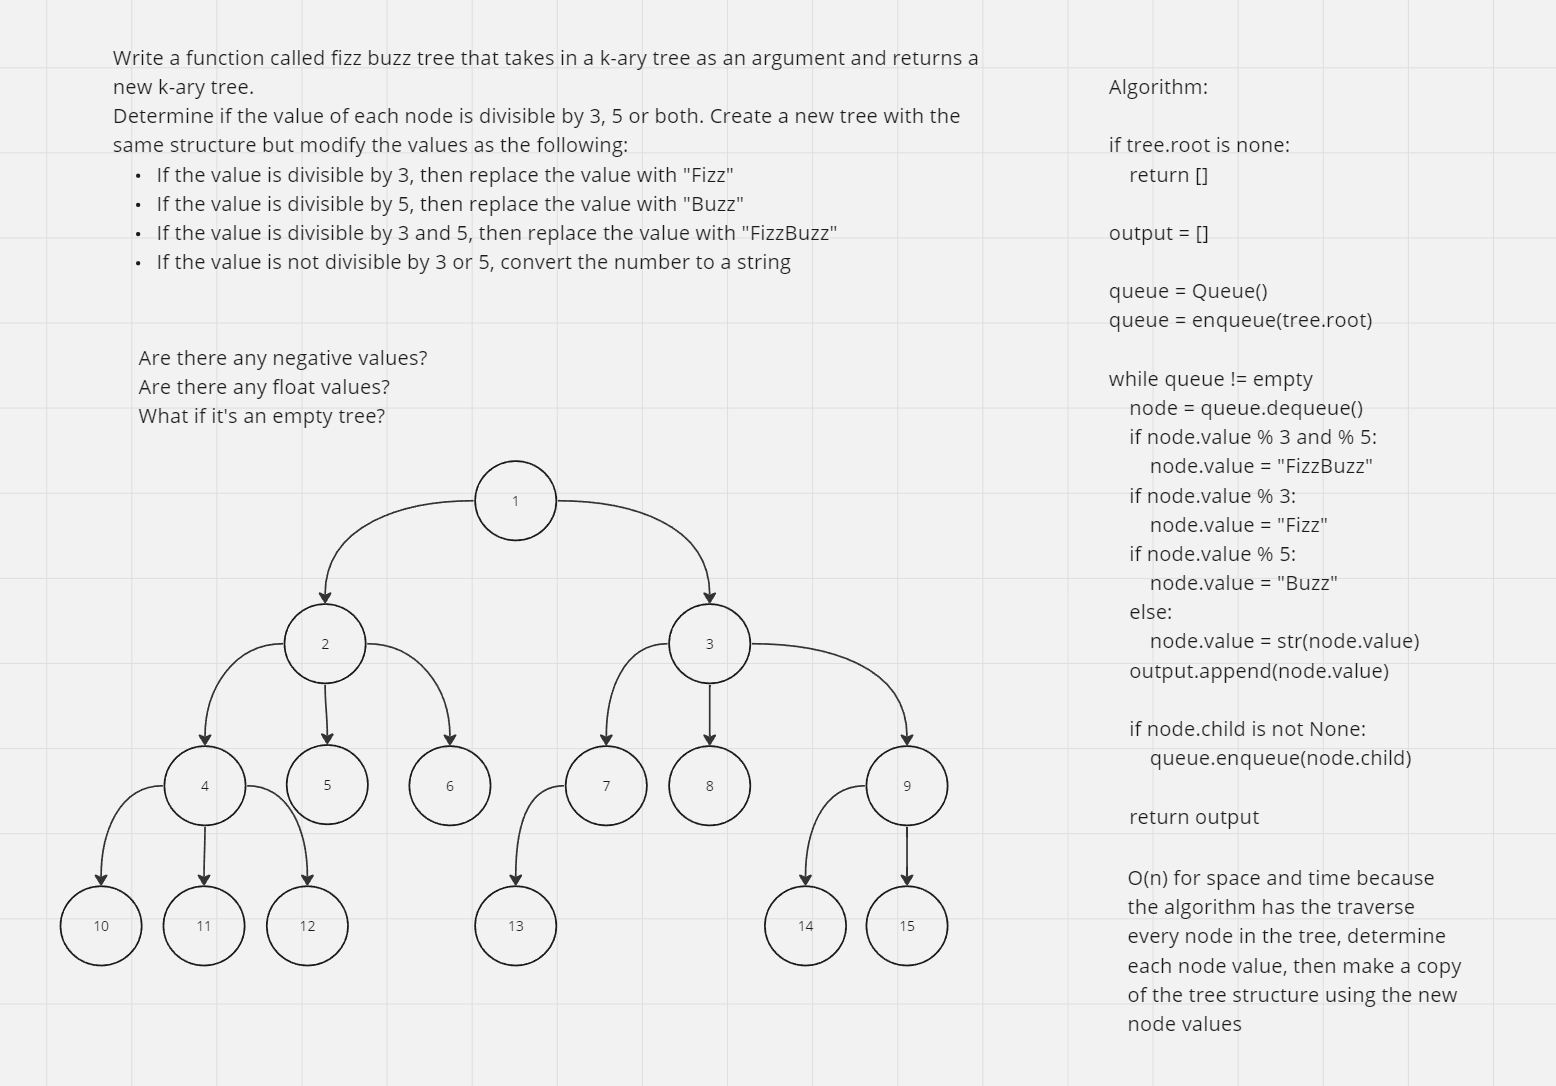 Write a function called fizz buzz tree that takes in a k-ary tree as an argument and returns a
new k-ary tree.
Determine if the value of each node is divisible by 3, 5 or both. Create a new tree with the
same structure but modify the values as the following:
• If the value is divisible by 3, then replace the value with "Fizz"
• If the value is divisible by 5, then replace the value with "Buzz"
• If the value is divisible by 3 and 5, then replace the value with "FizzBuzz"
• If the value is not divisible by 3 or 5, convert the number to a string
Are there any negative values?
Are there any float values?
What if it's an empty tree?
1
2
3
4
5
6
7
8
9
10
11
12
13
14
15
Algorithm:
if tree.root is none:
return []
output = []
queue = Queue()
queue = enqueue(tree.root)
while queue != empty
node = queue.dequeue()
if node.value % 3 and % 5:
node.value = "FizzBuzz"
if node.value % 3:
node.value = "Fizz"
if node.value % 5:
node.value = "Buzz"
else:
node.value = str(node.value)
output.append(node.value)
if node.child is not None:
queue.enqueue(node.child)
return output
O(n) for space and time because
the algorithm has the traverse
every node in the tree, determine
each node value, then make a copy
of the tree structure using the new
node values